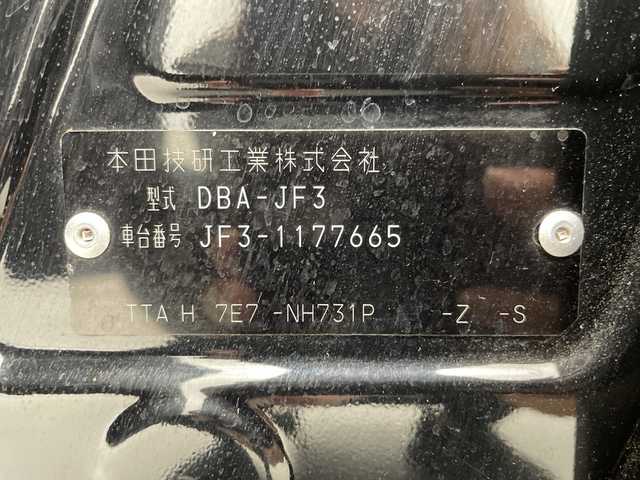 本田技研工業株式会社
型式 DBA-JF3
車台番号 JF3-1177665
TTA H 7E7 -NH731P -Z -S